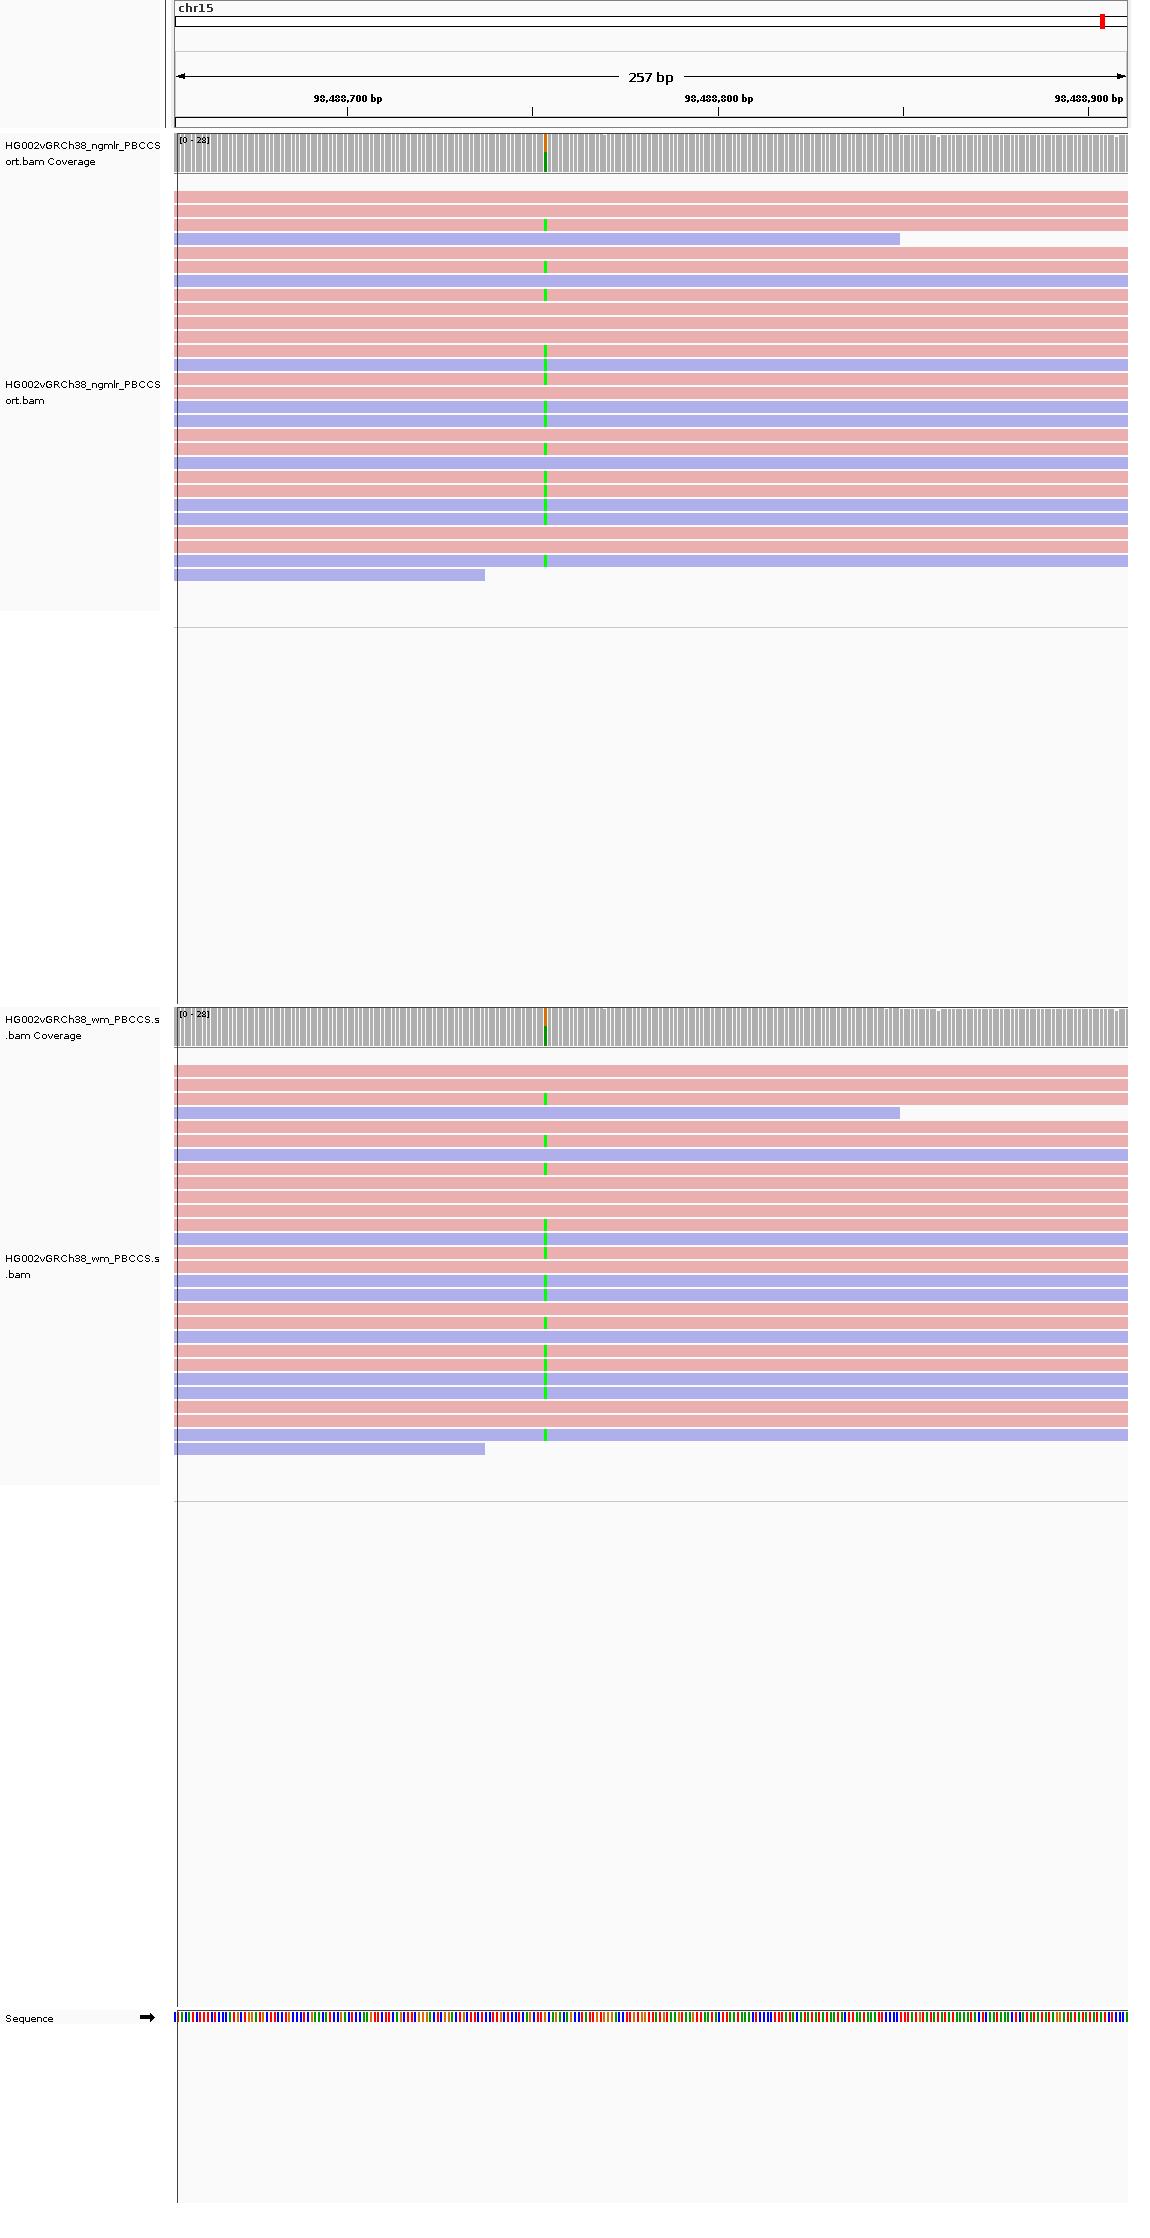 chr15
257 bp
98,488,700 bp 98,488,800 bp 98,488,900 bp
HG002vGRCh38_ngmlr_PBCCS
ort.bam Coverage
[0 - 28]
HG002vGRCh38_ngmlr_PBCCS
ort.bam
HG002vGRCh38_wm_PBCCS.s
.bam Coverage
[0 - 28]
HG002vGRCh38_wm_PBCCS.s
.bam
Sequence